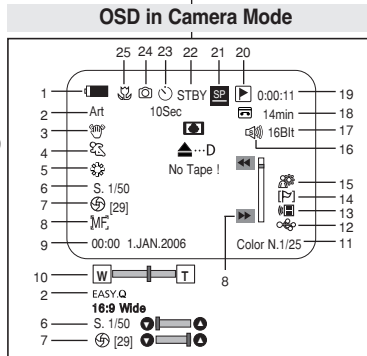 OSD in Camera Mode
25 24 23 22 21 20
1 STBY SP 0:00:11 19
2 Art 10Sec 14min 18
3 16BIt 17
16
4 D
5 No Tape !
6 S. 1/50 15
7 [29] 14
8 MF 13
12
9 00:00 1.JAN.2006 Color N.1/25 11
8
10 W T
2 EASY.Q
16:9 Wide
6 S. 1/50
7 [29]